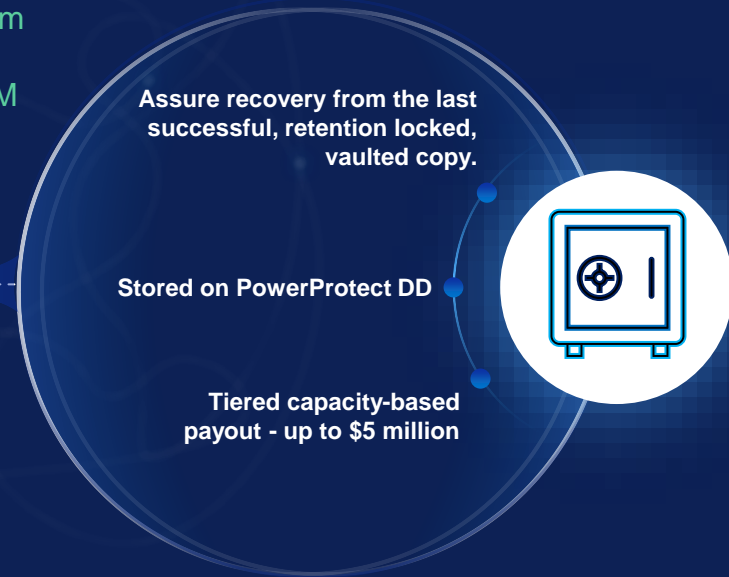 m
M
Assure recovery from the last
successful, retention locked,
vaulted copy.
Stored on PowerProtect DD
Tiered capacity-based
payout - up to $5 million